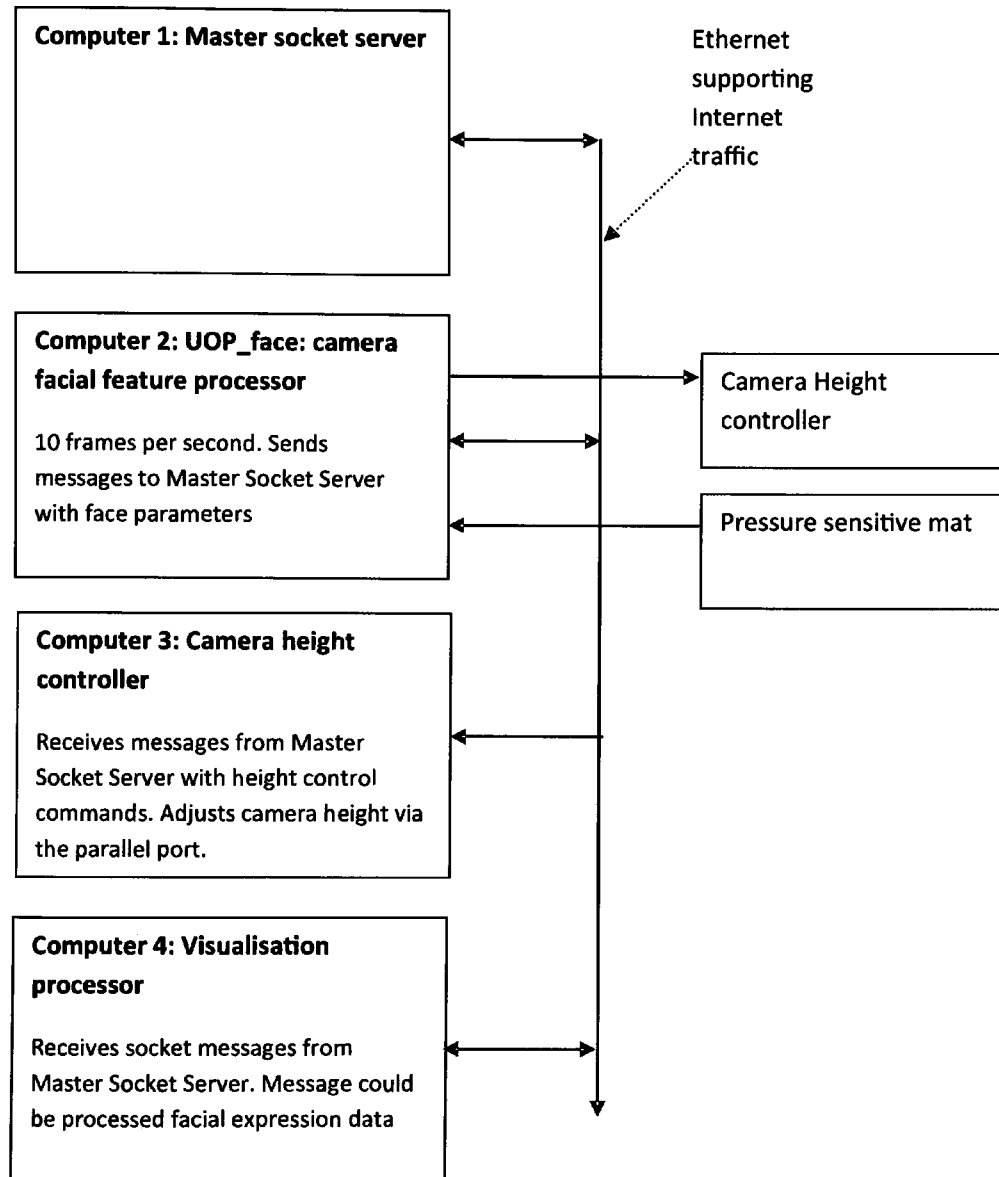 Computer 1: Master socket server
Ethernet
supporting
Internet
traffic
Computer 2: UOP_face: camera
facial feature processor
10 frames per second. Sends
messages to Master Socket Server
with face parameters
Camera Height
controller
Pressure sensitive mat
Computer 3: Camera height
controller
Receives messages from Master
Socket Server with height control
commands. Adjusts camera height via
the parallel port.
Computer 4: Visualisation
processor
Receives socket messages from
Master Socket Server. Message could
be processed facial expression data